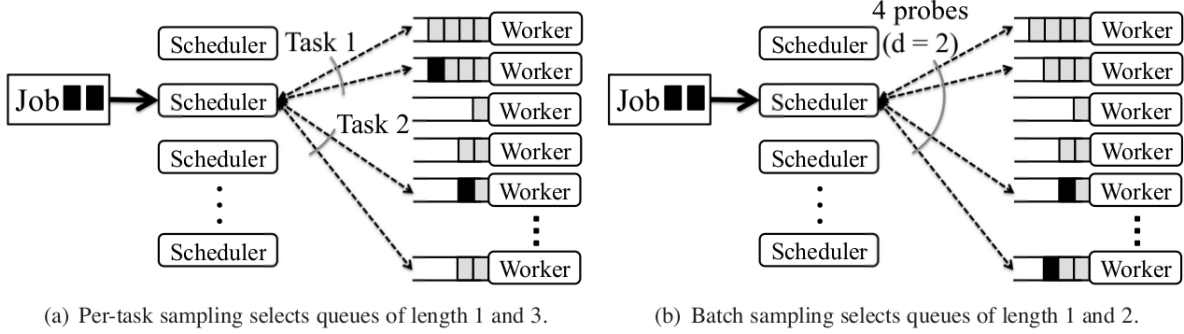 Job
Scheduler
Scheduler
Scheduler
Scheduler
Task 1
Task 2
Worker
Worker
Worker
Worker
Worker
Worker
(a) Per-task sampling selects queues of length 1 and 3.
Job
Scheduler
Scheduler
Scheduler
Scheduler
4 probes
(d = 2)
Worker
Worker
Worker
Worker
Worker
Worker
(b) Batch sampling selects queues of length 1 and 2.